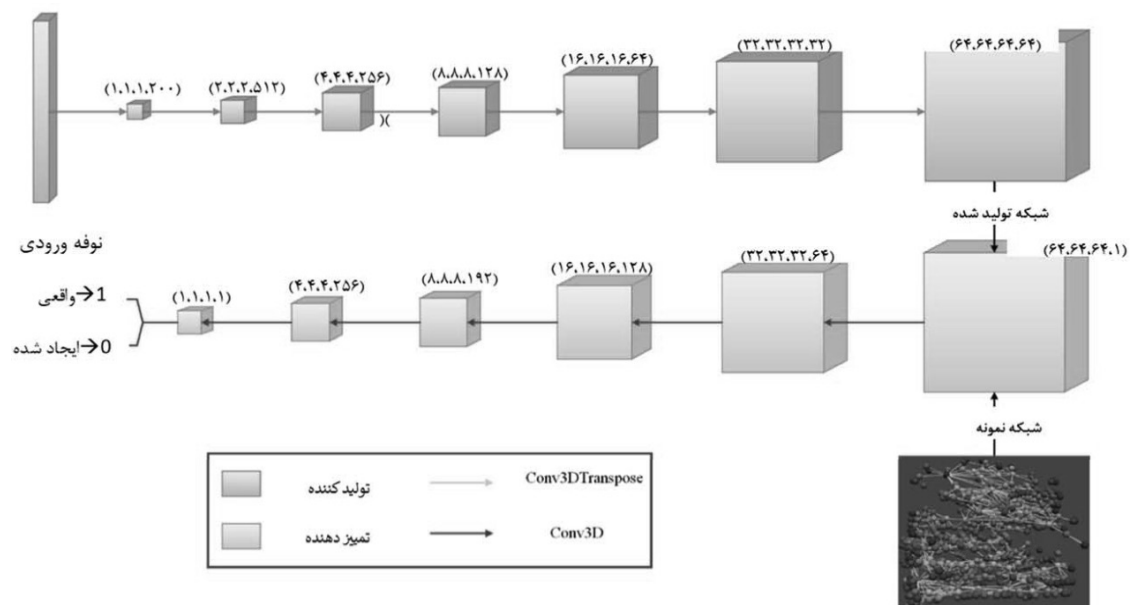 (۱،۱،۱،۲۰۰)
(۲،۲،۲،۵۱۲)
(۴،۴،۴،۲۵۶)
)(
(۸،۸،۸،۱۲۸)
(۱۶،۱۶،۱۶،۶۴)
(۳۲،۳۲،۳۲،۳۲)
(۶۴،۶۴،۶۴،۶۴)
نوفه ورودی
شبکه تولید شده
(۶۴،۶۴،۶۴،۱)
(۳۲،۳۲،۳۲،۶۴)
(۱۶،۱۶،۱۶،۱۲۸)
(۸،۸،۸،۱۹۲)
(۴،۴،۴،۲۵۶)
(۱،۱،۱،۱)
واقعی→1
ایجاد شده→0
شبکه نمونه
تولید کننده
Conv3DTranspose
تمییز دهنده
Conv3D